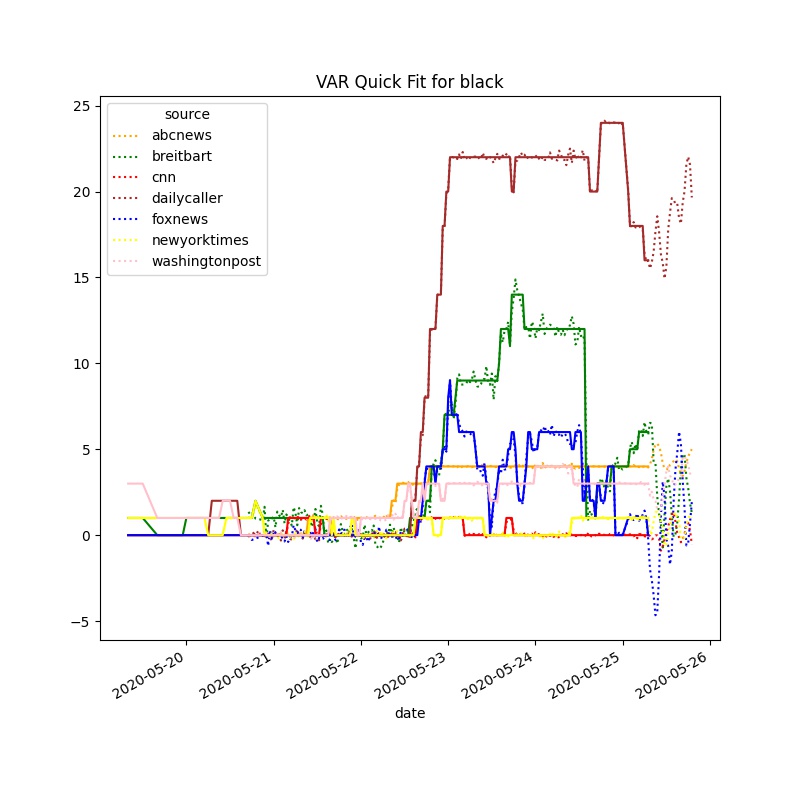 VAR Quick Fit for black
25
20
15
10
5
0
−5
source
abcnews
breitbart
cnn
dailycaller
foxnews
newyorktimes
washingtonpost
2020-05-20
2020-05-21
2020-05-22
2020-05-23
2020-05-24
2020-05-25
2020-05-26
date